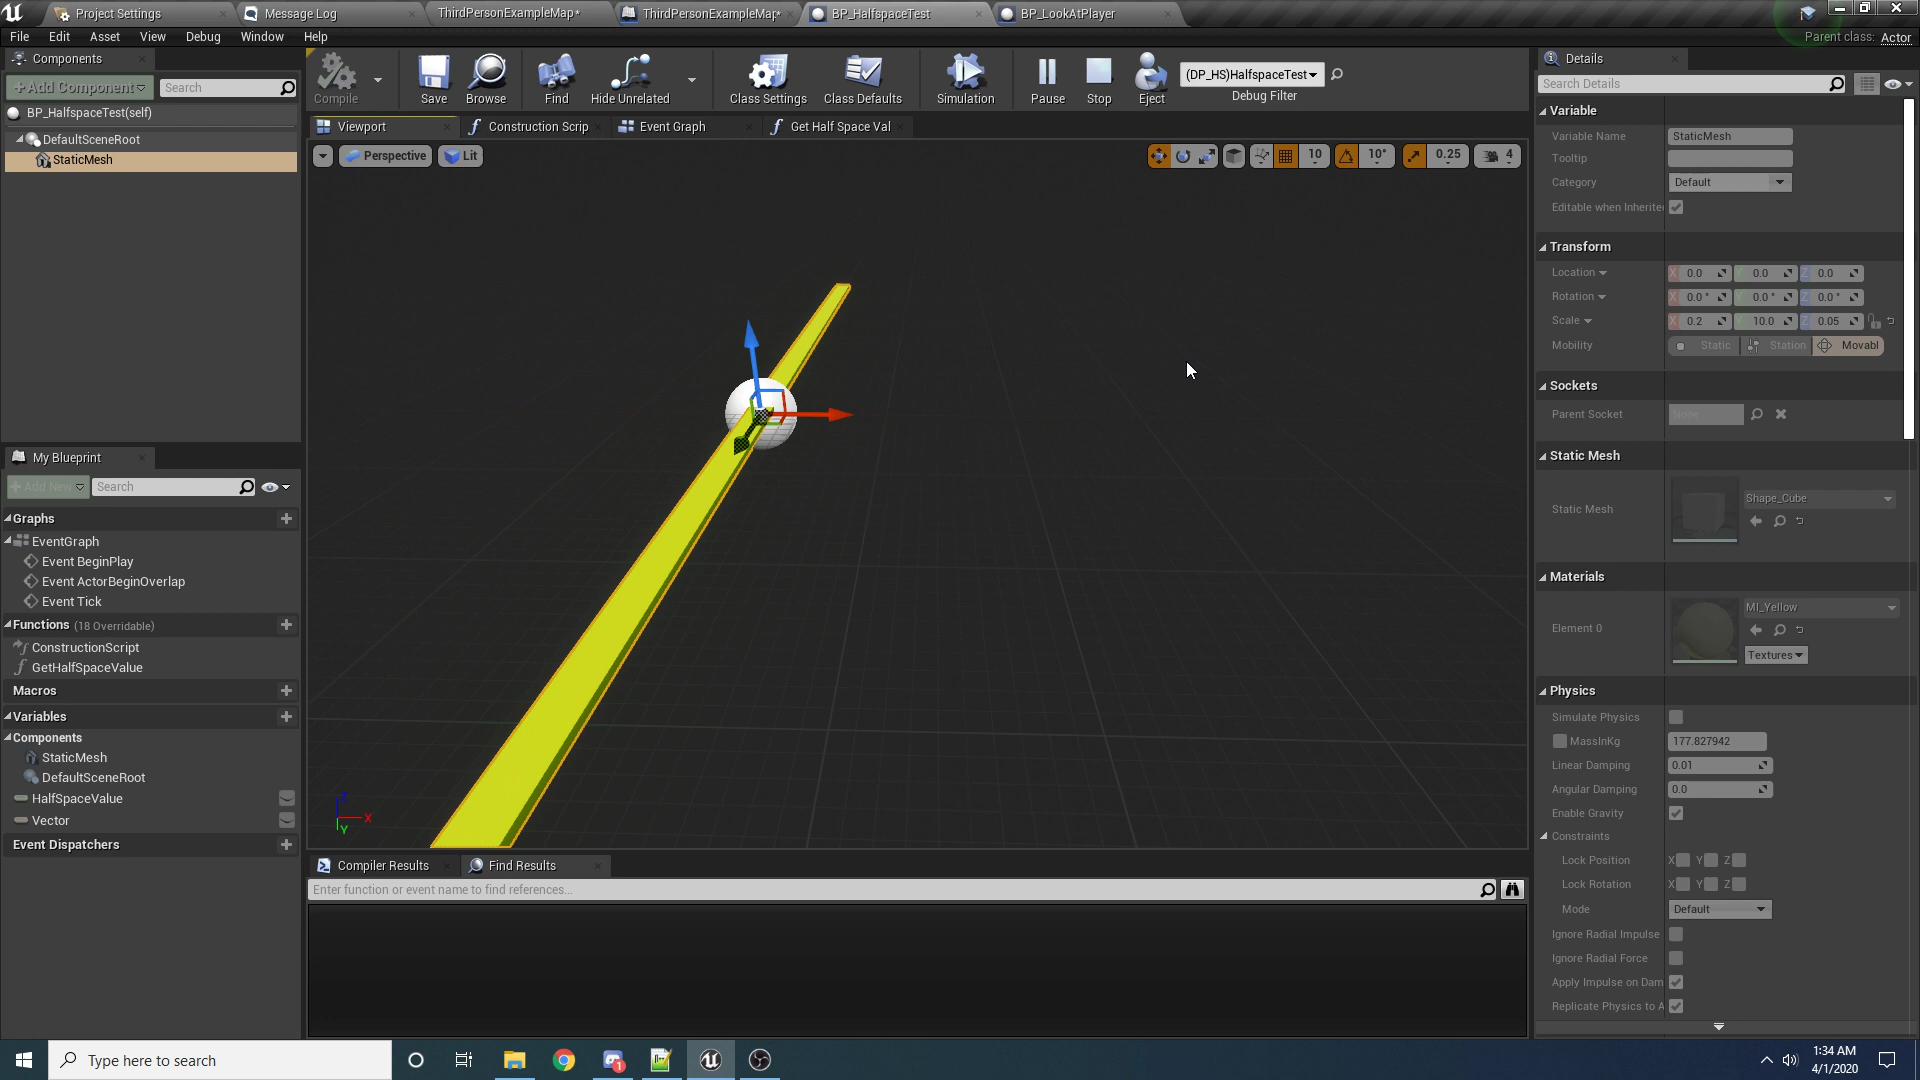 Project Settings
Message Log
ThirdPersonExampleMap*
ThirdPersonExampleMap*
BP_HalfspaceTest
BP_LookAtPlayer
File Edit Asset View Debug Window Help
Parent class: Actor
Components
+Add Component
Search
BP_HalfspaceTest(self)
DefaultSceneRoot
StaticMesh
Compile
Save
Browse
Find
Hide Unrelated
Class Settings
Class Defaults
Simulation
Pause
Stop
Eject
(DP_HS)HalfspaceTest
Debug Filter
Viewport
Construction Scrip
Event Graph
Get Half Space Val
Perspective
Lit
10
10°
0.25
4
Z
X
Y
My Blueprint
+Add New
Search
Graphs
EventGraph
Event BeginPlay
Event ActorBeginOverlap
Event Tick
Functions (18 Overridable)
ConstructionScript
GetHalfSpaceValue
Macros
Variables
Components
StaticMesh
DefaultSceneRoot
HalfSpaceValue
Vector
Event Dispatchers
Compiler Results
Find Results
Enter function or event name to find references...
Details
Search Details
Variable
Variable Name StaticMesh
Tooltip
Category Default
Editable when Inherite
Transform
Location X 0.0 Y 0.0 Z 0.0
Rotation X 0.0 ° Y 0.0 ° Z 0.0 °
Scale X 0.2 Y 10.0 Z 0.05
Mobility Static Station Movabl
Sockets
Parent Socket None
Static Mesh
Static Mesh Shape_Cube
Materials
Element 0 MI_Yellow
Textures
Physics
Simulate Physics
MassInKg 177.827942
Linear Damping 0.01
Angular Damping 0.0
Enable Gravity
Constraints
Lock Position X Y Z
Lock Rotation X Y Z
Mode Default
Ignore Radial Impulse
Ignore Radial Force
Apply Impulse on Dam
Replicate Physics to A
Type here to search
1
1:34 AM
4/1/2020